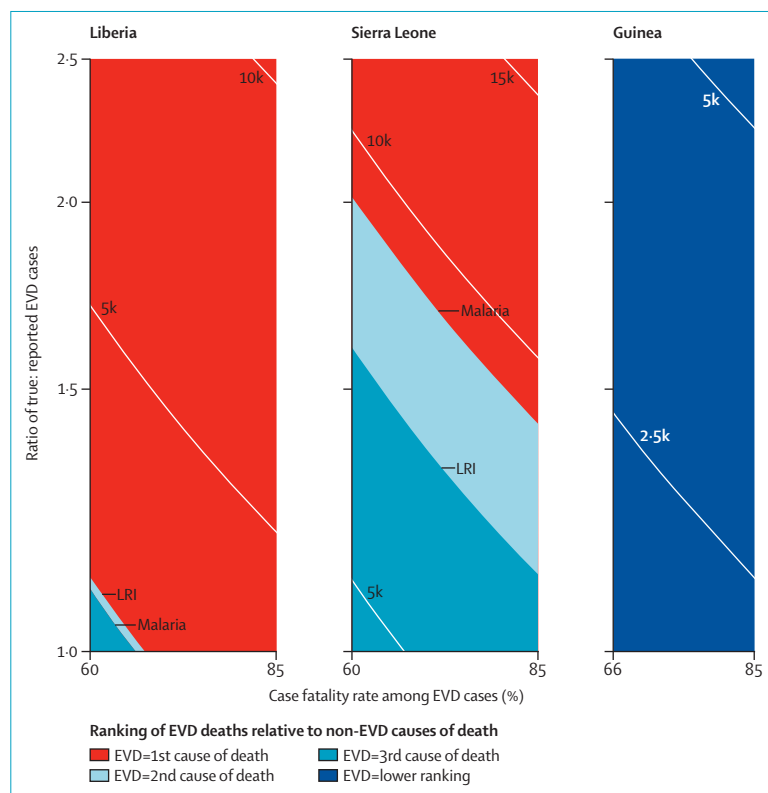 Liberia
Sierra Leone
Guinea
Ratio of true: reported EVD cases
2·5
2·0
1·5
1·0
10k
5k
LRI
Malaria
60
85
15k
10k
Malaria
LRI
5k
60
85
5k
2·5k
66
85
Case fatality rate among EVD cases (%)
Ranking of EVD deaths relative to non-EVD causes of death
EVD=1st cause of death
EVD=2nd cause of death
EVD=3rd cause of death
EVD=lower ranking